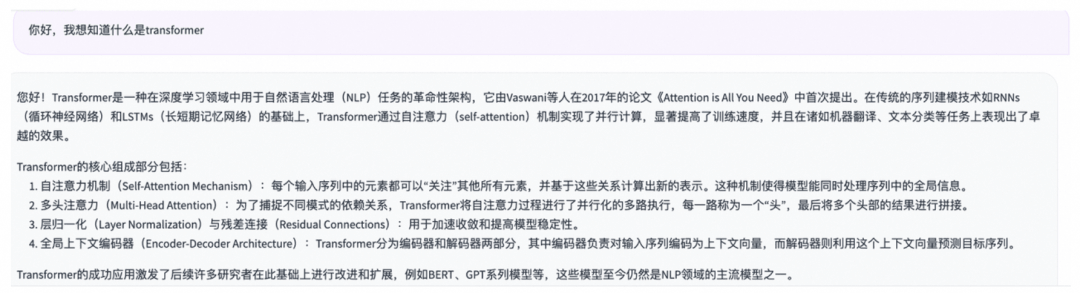 你好，我想知道什么是transformer
您好！Transformer是一种在深度学习领域中用于自然语言处理（NLP）任务的革命性架构，它由Vaswani等人在2017年的论文《Attention is All You Need》中首次提出。在传统的序列建模技术如RNNs
（循环神经网络）和LSTMs（长短期记忆网络）的基础上，Transformer通过自注意力（self-attention）机制实现了并行计算，显著提高了训练速度，并且在诸如机器翻译、文本分类等任务上表现出了卓
越的效果。
Transformer的核心组成部分包括：
1. 自注意力机制（Self-Attention Mechanism）：每个输入序列中的元素都可以“关注”其他所有元素，并基于这些关系计算出新的表示。这种机制使得模型能同时处理序列中的全局信息。
2. 多头注意力（Multi-Head Attention）：为了捕捉不同模式的依赖关系，Transformer将自注意力过程进行了并行化的多路执行，每一路称为一个“头”，最后将多个头部的结果进行拼接。
3. 层归一化（Layer Normalization）与残差连接（Residual Connections）：用于加速收敛和提高模型稳定性。
4. 全局上下文编码器（Encoder-Decoder Architecture）：Transformer分为编码器和解码器两部分，其中编码器负责对输入序列编码为上下文向量，而解码器则利用这个上下文向量预测目标序列。
Transformer的成功应用激发了后续许多研究者在此基础上进行改进和扩展，例如BERT、GPT系列模型等，这些模型至今仍然是NLP领域的主流模型之一。